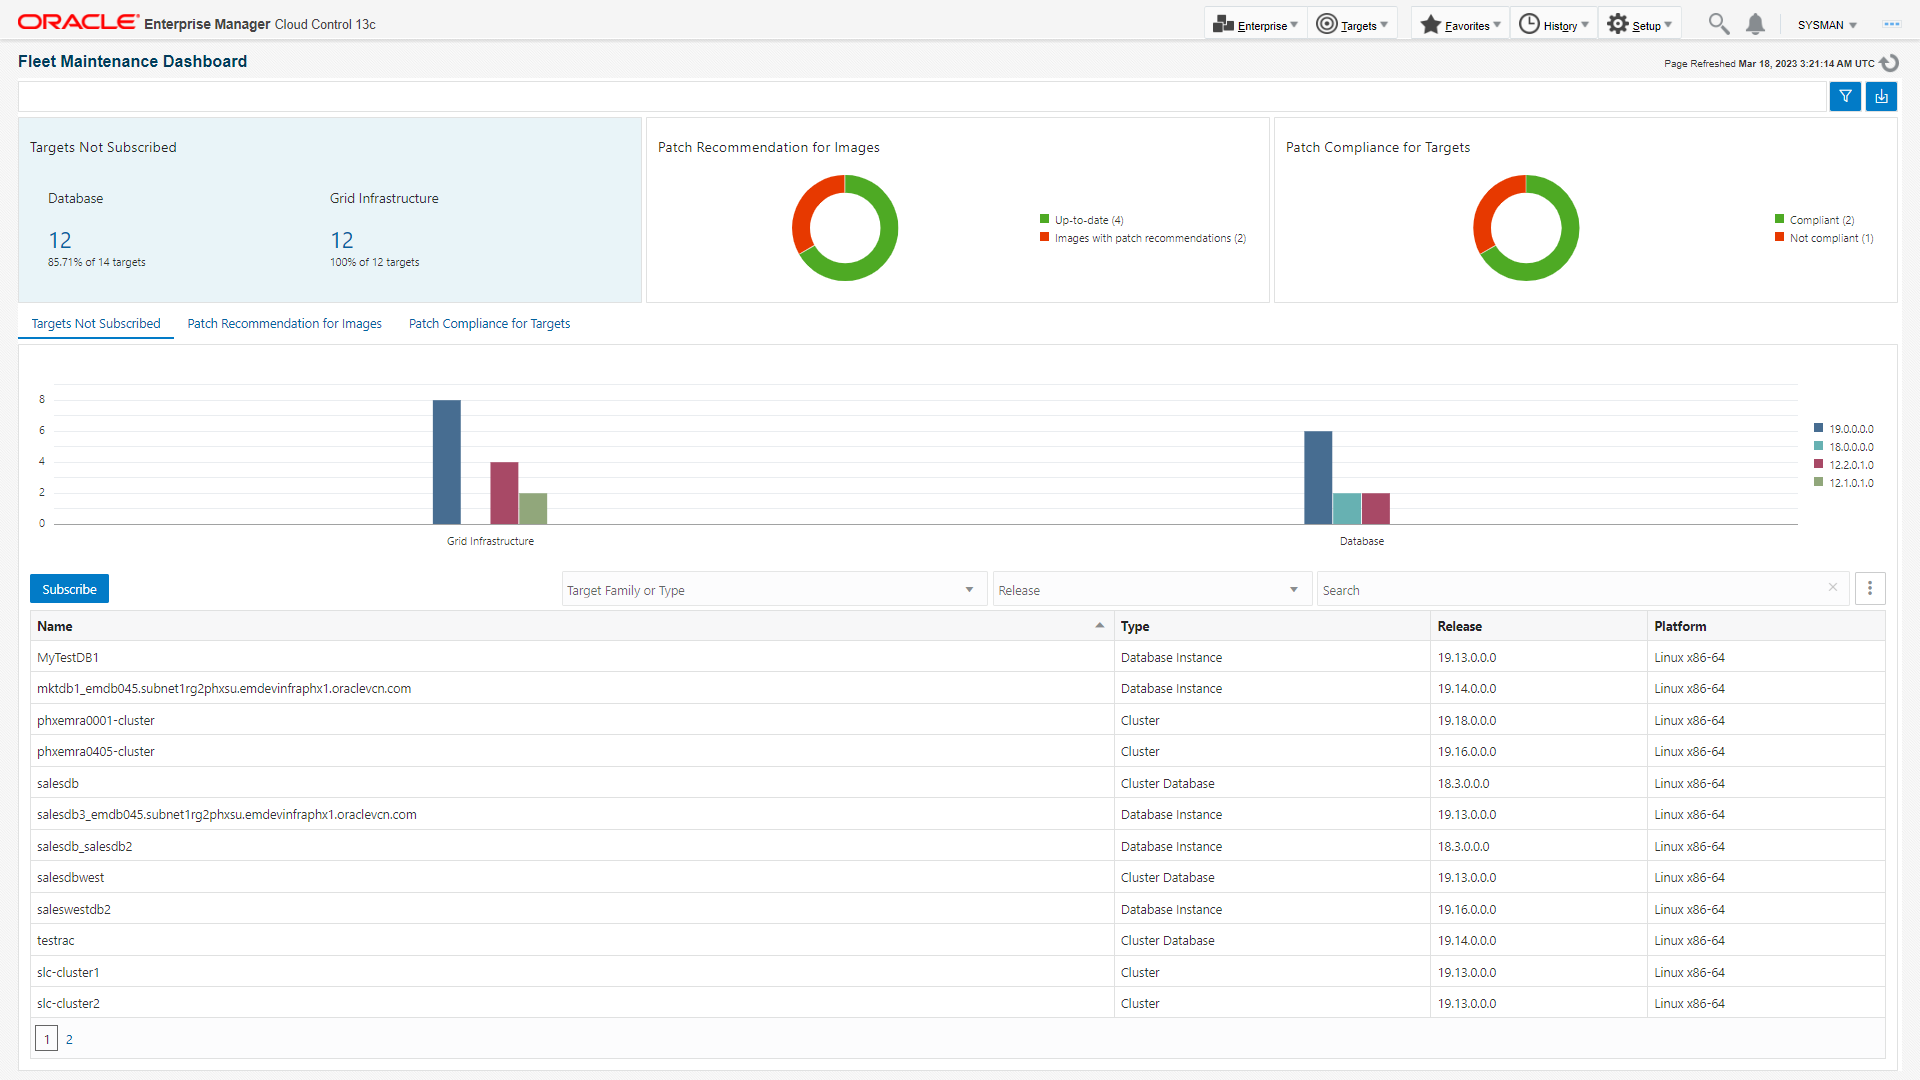 ORACLE Enterprise Manager Cloud Control 13c Enterprise Targets Favorites History Setup SYSMAN
Fleet Maintenance Dashboard Page Refreshed Mar 18, 2023 3:21:14 AM UTC
Targets Not Subscribed
Database Grid Infrastructure
12 12
85.71% of 14 targets 100% of 12 targets
Patch Recommendation for Images
Up-to-date (4)
Images with patch recommendations (2)
Patch Compliance for Targets
Compliant (2)
Not compliant (1)
Targets Not Subscribed Patch Recommendation for Images Patch Compliance for Targets
8
6
4
2
0
Grid Infrastructure Database
19.0.0.0.0
18.0.0.0.0
12.2.0.1.0
12.1.0.1.0
Subscribe Target Family or Type Release Search
Name Type Release Platform
MyTestDB1 Database Instance 19.13.0.0.0 Linux x86-64
mktdb1_emdb045.subnet1rg2phxsu.emdevinfraphx1.oraclevcn.com Database Instance 19.14.0.0.0 Linux x86-64
phxemra0001-cluster Cluster 19.18.0.0.0 Linux x86-64
phxemra0405-cluster Cluster 19.16.0.0.0 Linux x86-64
salesdb Cluster Database 18.3.0.0.0 Linux x86-64
salesdb3_emdb045.subnet1rg2phxsu.emdevinfraphx1.oraclevcn.com Database Instance 19.13.0.0.0 Linux x86-64
salesdb_salesdb2 Database Instance 18.3.0.0.0 Linux x86-64
salesdbwest Cluster Database 19.13.0.0.0 Linux x86-64
saleswestdb2 Database Instance 19.16.0.0.0 Linux x86-64
testrac Cluster Database 19.14.0.0.0 Linux x86-64
slc-cluster1 Cluster 19.13.0.0.0 Linux x86-64
slc-cluster2 Cluster 19.13.0.0.0 Linux x86-64
1 2